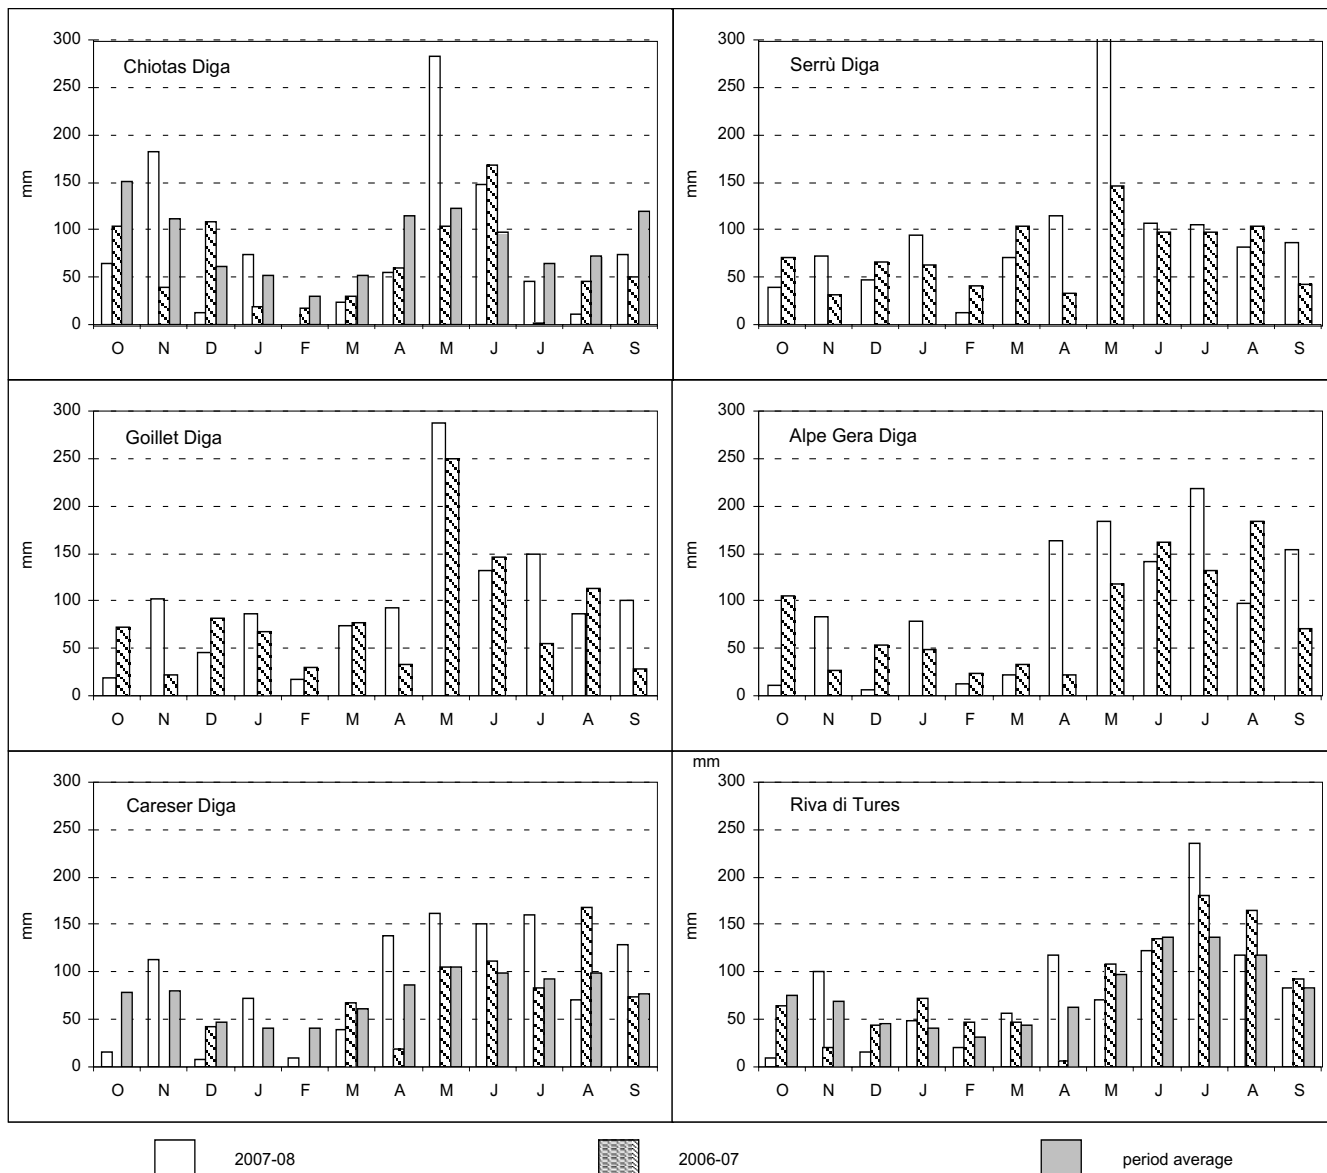 Chiotas Diga
300
250
200
150
100
50
0
mm
O N D J F M A M J J A S
Serrù Diga
300
250
200
150
100
50
0
mm
O N D J F M A M J J A S
Goillet Diga
300
250
200
150
100
50
0
mm
O N D J F M A M J J A S
Alpe Gera Diga
300
250
200
150
100
50
0
mm
O N D J F M A M J J A S
Careser Diga
300
250
200
150
100
50
0
mm
O N D J F M A M J J A S
mm
Riva di Tures
300
250
200
150
100
50
0
mm
O N D J F M A M J J A S
2007-08 2006-07 period average